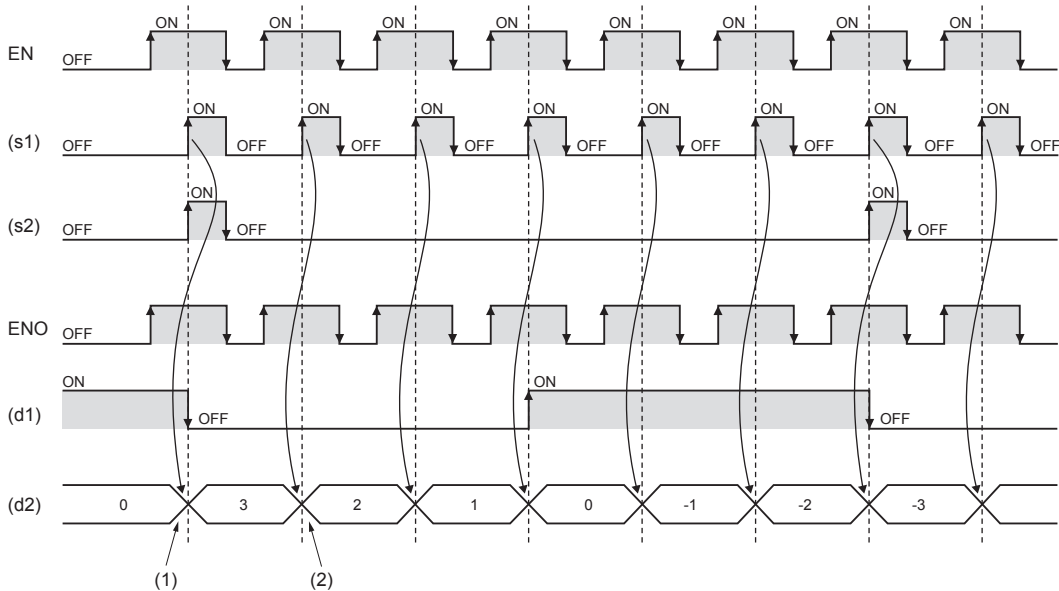 ON ON ON ON ON ON ON ON
EN
OFF
ON ON ON ON ON ON ON ON
(s1)
OFF OFF OFF OFF OFF OFF OFF OFF OFF
ON ON
(s2)
OFF OFF OFF
ENO
OFF
ON ON
(d1)
OFF OFF
(d2) 0 3 2 1 0 -1 -2 -3
(1) (2)